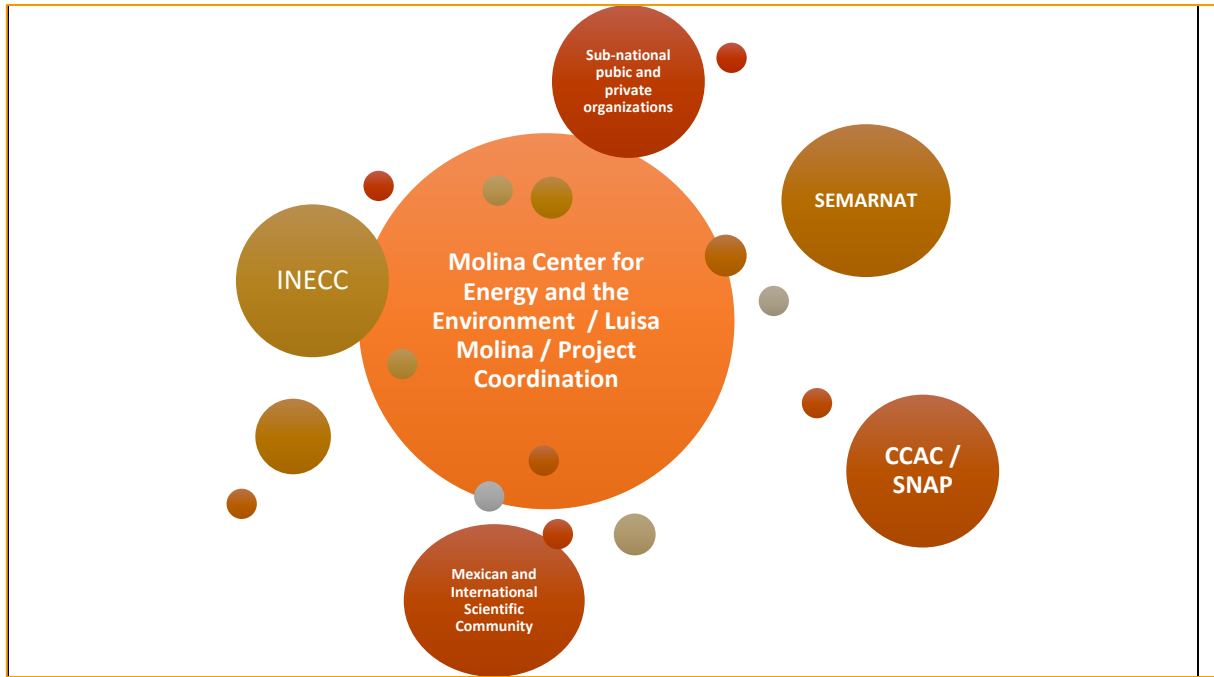 Sub-national
pubic and
private
organizations
SEMARNAT
INECC
Molina Center for
Energy and the
Environment / Luisa
Molina / Project
Coordination
CCAC /
SNAP
Mexican and
International
Scientific
Community